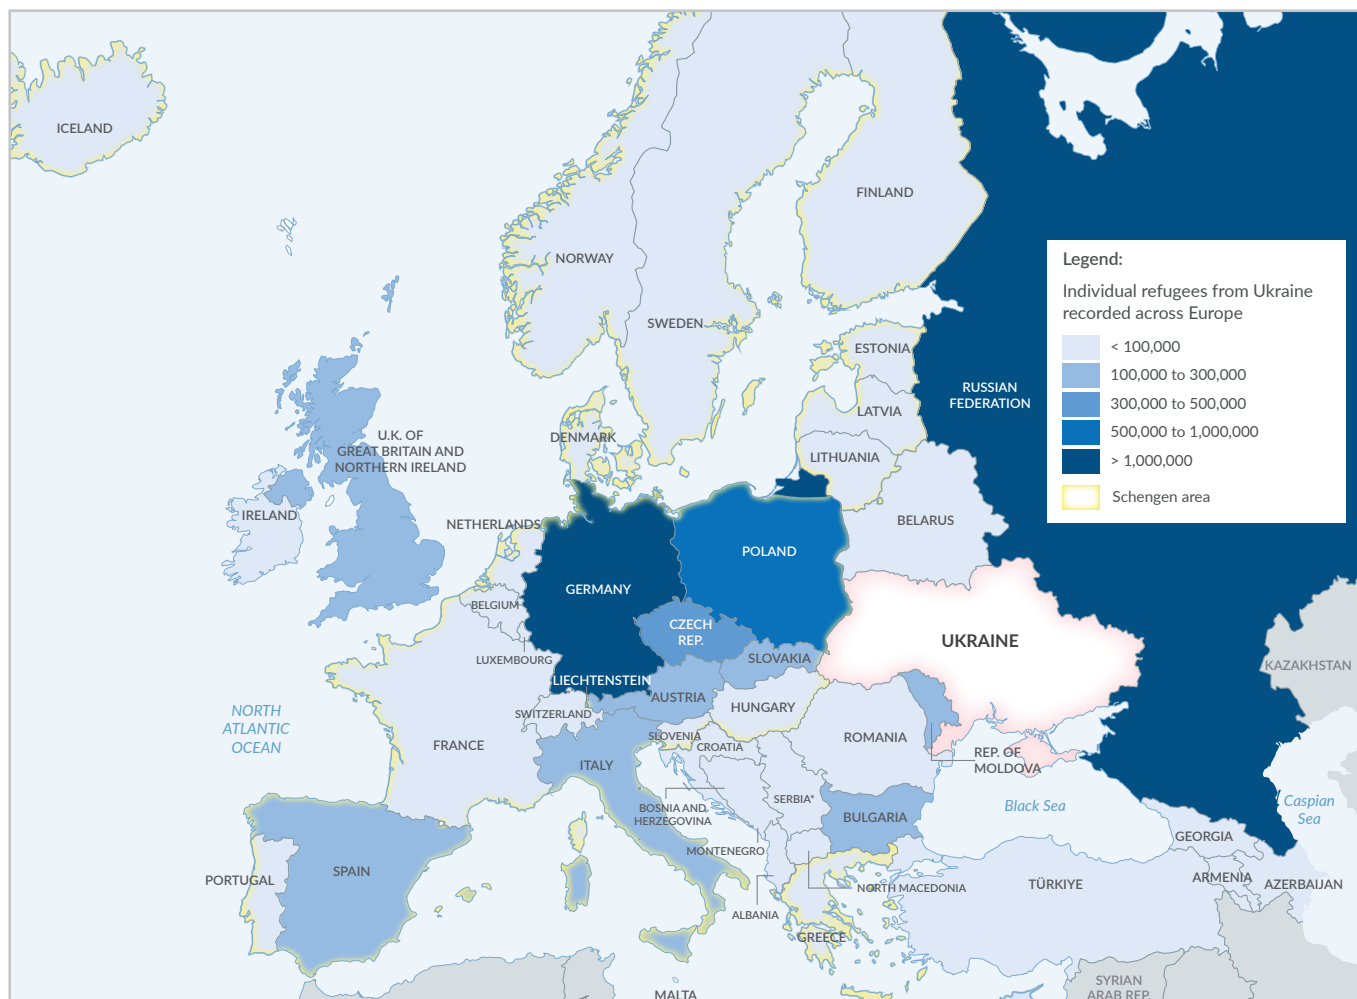 ICELAND
FINLAND
NORWAY
SWEDEN
ESTONIA
LATVIA
LITHUANIA
DENMARK
BELARUS
Legend:
Individual refugees from Ukraine
recorded across Europe
< 100,000
100,000 to 300,000
300,000 to 500,000
500,000 to 1,000,000
> 1,000,000
Schengen area
RUSSIAN
FEDERATION
U.K. OF
GREAT BRITAIN AND
NORTHERN IRELAND
IRELAND
NETHERLANDS
POLAND
GERMANY
BELGIUM
CZECH
REP.
UKRAINE
LUXEMBOURG
SLOVAKIA
KAZAKHSTAN
LIECHTENSTEIN
AUSTRIA
HUNGARY
SWITZERLAND
NORTH
ATLANTIC
OCEAN
FRANCE
SLOVENIA
CROATIA
ROMANIA
REP. OF
MOLDOVA
ITALY
SERBIA*
BOSNIA AND
HERZEGOVINA
Black Sea
Caspian
Sea
BULGARIA
GEORGIA
MONTENEGRO
SPAIN
PORTUGAL
NORTH MACEDONIA
TÜRKIYE
ARMENIA
AZERBAIJAN
ALBANIA
GREECE
MALTA
SYRIAN
ARAB REP.